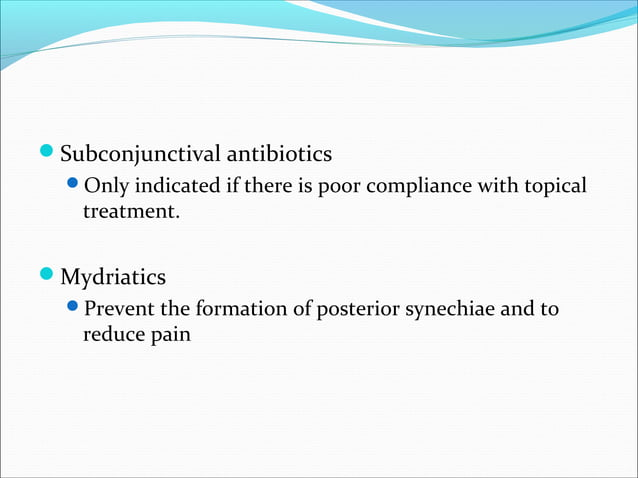 Subconjunctival antibiotics
Only indicated if there is poor compliance with topical
treatment.
Mydriatics
Prevent the formation of posterior synechiae and to
reduce pain